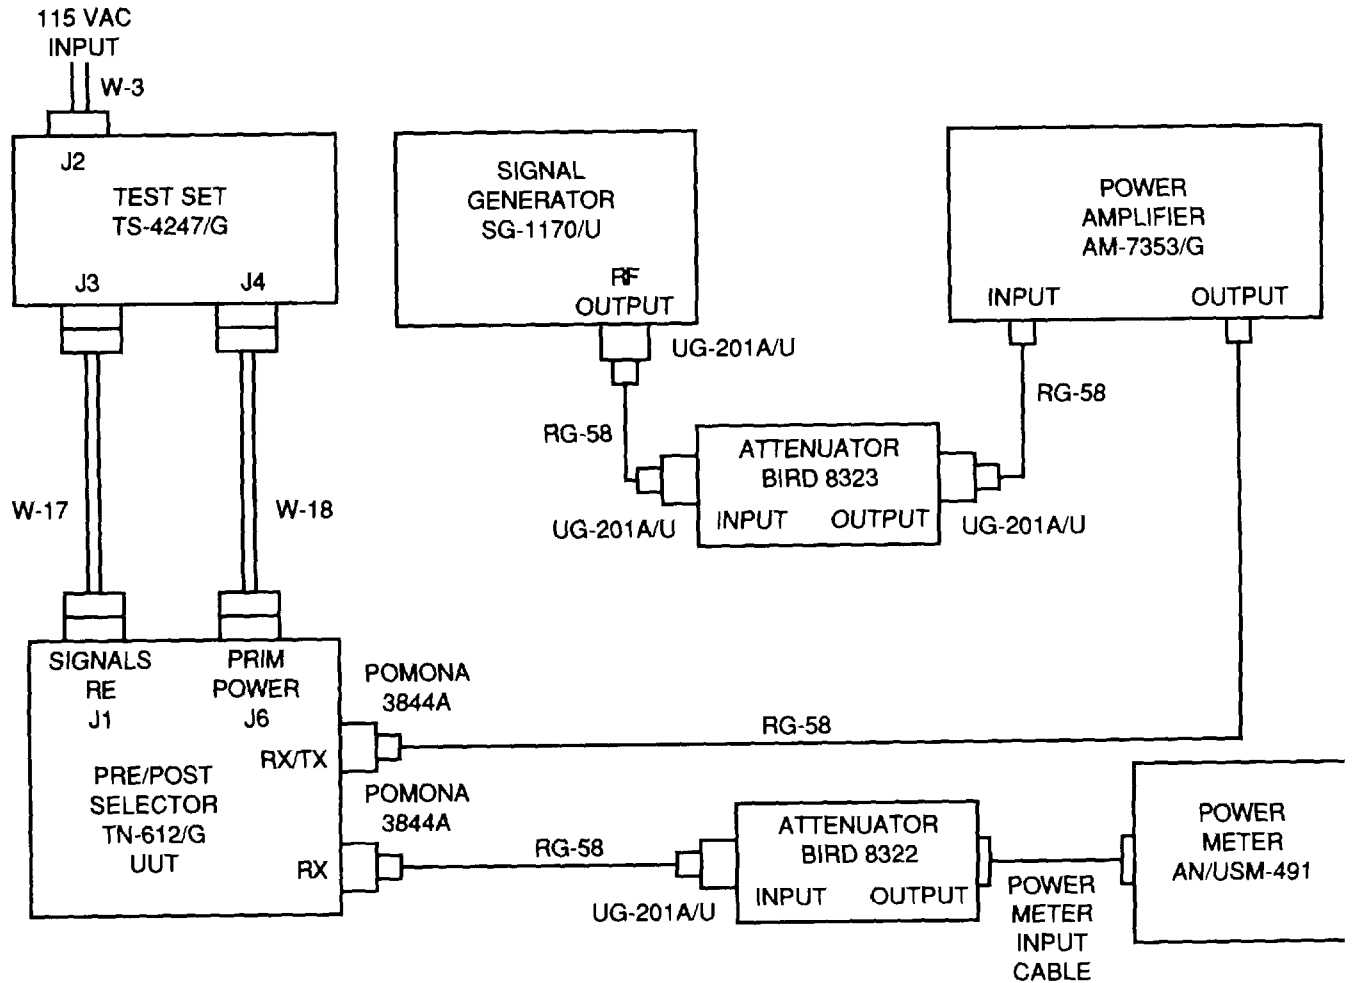 115 VAC
INPUT
W-3
J2
TEST SET
TS-4247/G
J3
J4
SIGNAL
GENERATOR
SG-1170/U
RF
OUTPUT
UG-201A/U
POWER
AMPLIFIER
AM-7353/G
INPUT
OUTPUT
RG-58
RG-58
ATTENUATOR
BIRD 8323
INPUT
OUTPUT
UG-201A/U
UG-201A/U
W-17
W-18
SIGNALS
RE
J1
PRIM
POWER
J6
RX/TX
PRE/POST
SELECTOR
TN-612/G
UUT
RX
POMONA
3844A
RG-58
POMONA
3844A
RG-58
UG-201A/U
ATTENUATOR
BIRD 8322
INPUT
OUTPUT
POWER
METER
INPUT
CABLE
POWER
METER
AN/USM-491